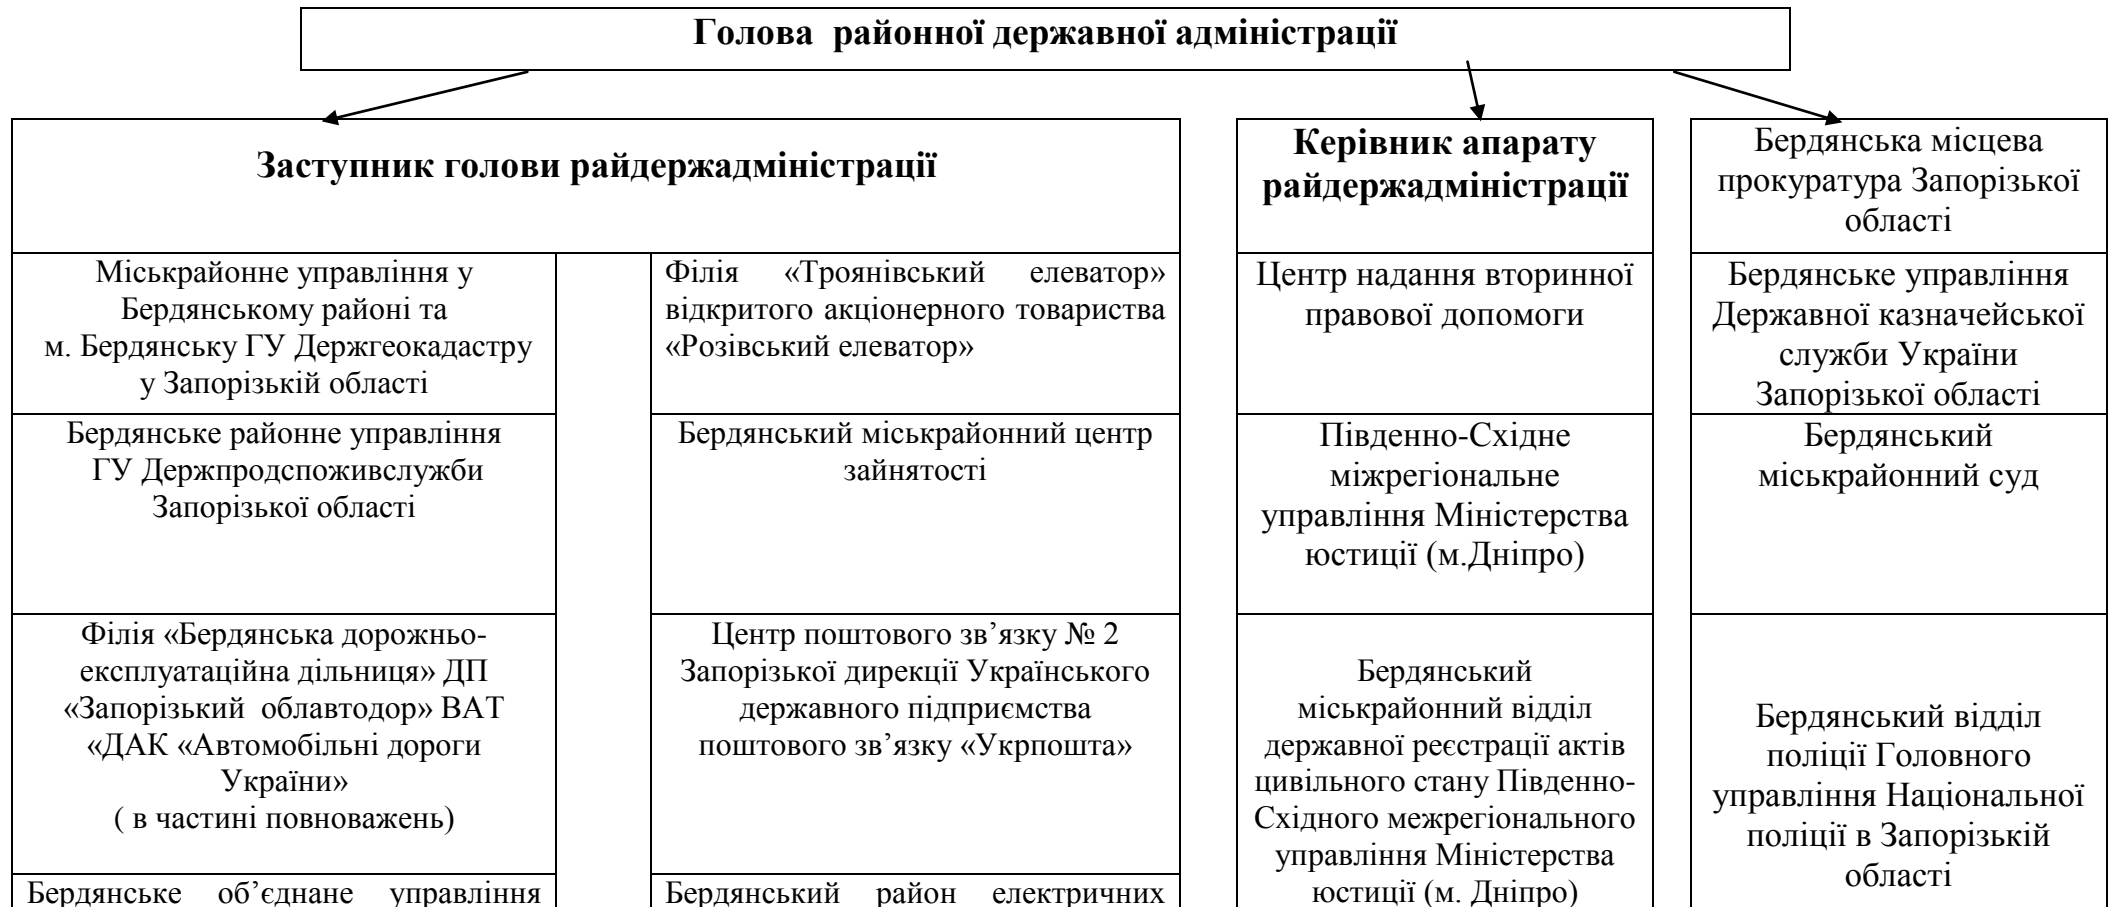 Голова районної державної адміністрації
Заступник голови райдержадміністрації
Керівник апарату
райдержадміністрації
Бердянська місцева
прокуратура Запорізької
області
Міськрайонне управління у
Бердянському районі та
м. Бердянську ГУ Держгеокадастру
у Запорізькій області
Філія «Троянівський елеватор»
відкритого акціонерного товариства
«Розівський елеватор»
Центр надання вторинної
правової допомоги
Бердянське управління
Державної казначейської
служби України
Запорізької області
Бердянське районне управління
ГУ Держпродспоживслужби
Запорізької області
Бердянський міськрайонний центр
зайнятості
Південно-Східне
міжрегіональне
управління Міністерства
юстиції (м.Дніпро)
Бердянський
міськрайонний суд
Філія «Бердянська дорожньо-
експлуатаційна дільниця» ДП
«Запорізький облавтодор» ВАТ
«ДАК «Автомобільні дороги
України»
( в частині повноважень)
Центр поштового зв’язку № 2
Запорізької дирекції Українського
державного підприємства
поштового зв’язку «Укрпошта»
Бердянський
міськрайонний відділ
державної реєстрації актів
цивільного стану Південно-
Східного межрегіонального
управління Міністерства
юстиції (м. Дніпро)
Бердянський відділ
поліції Головного
управління Національної
поліції в Запорізькій
області
Бердянське об’єднане управління
Бердянський район електричних